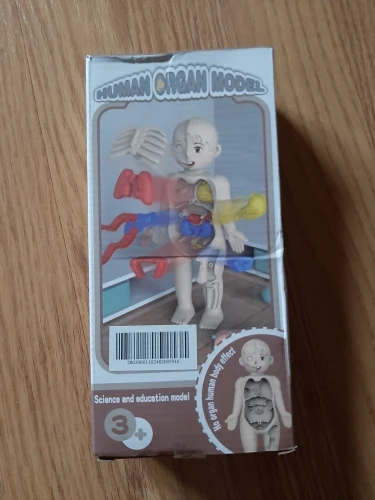 HUMAN ORGAN MODEL
No organ human body effect
Science and education model
3+